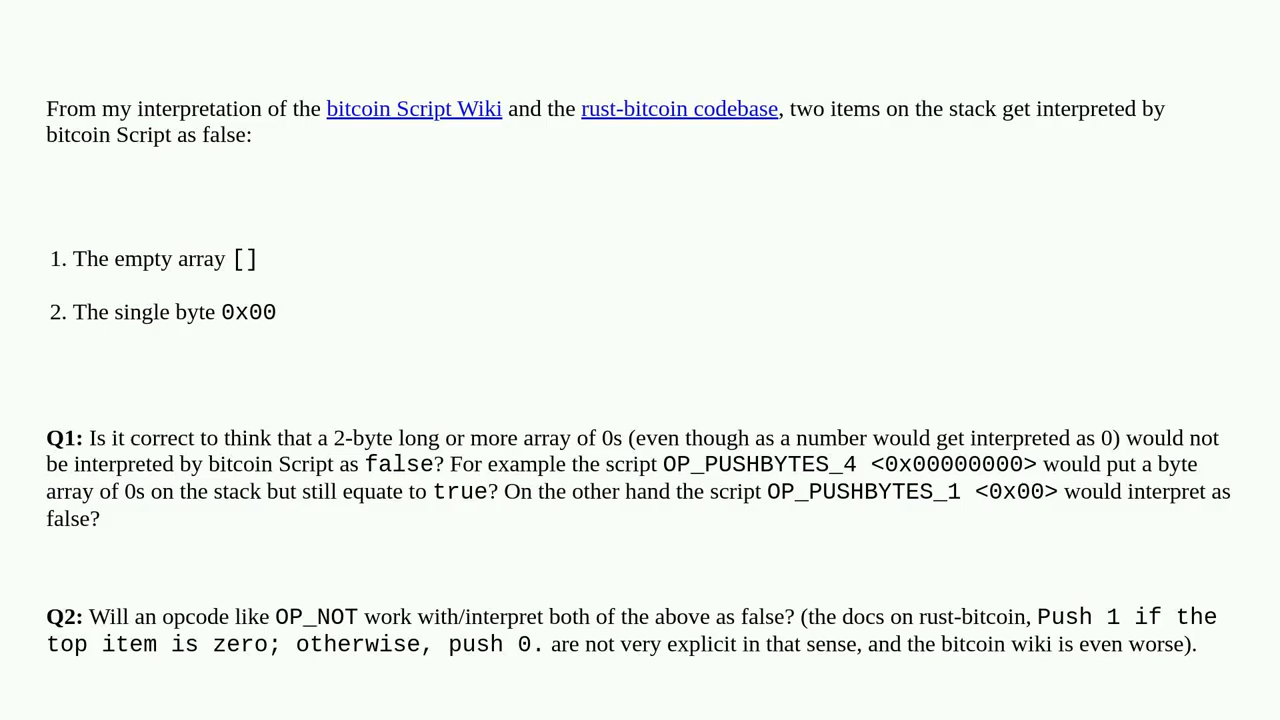 From my interpretation of the bitcoin Script Wiki and the rust-bitcoin codebase, two items on the stack get interpreted by
bitcoin Script as false:
1. The empty array []
2. The single byte 0x00
Q1: Is it correct to think that a 2-byte long or more array of 0s (even though as a number would get interpreted as 0) would not
be interpreted by bitcoin Script as false? For example the script OP_PUSHBYTES_4 <0x00000000> would put a byte
array of 0s on the stack but still equate to true? On the other hand the script OP_PUSHBYTES_1 <0x00> would interpret as
false?
Q2: Will an opcode like OP_NOT work with/interpret both of the above as false? (the docs on rust-bitcoin, Push 1 if the
top item is zero; otherwise, push 0. are not very explicit in that sense, and the bitcoin wiki is even worse).